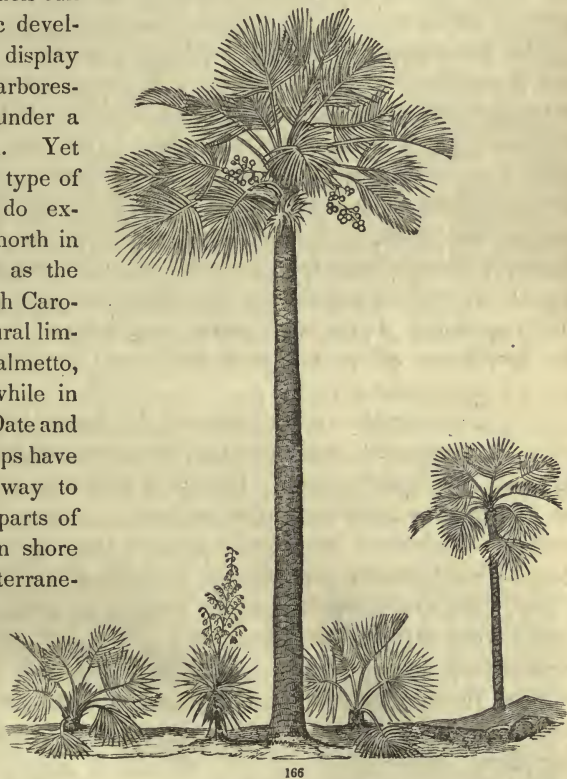 c devel-
display
arbores-
under a
. Yet
type of
do ex-
north in
as the
h Caro-
ural lim-
almetto,
while in
Date and
ps have
way to
parts of
n shore
terrane-
166